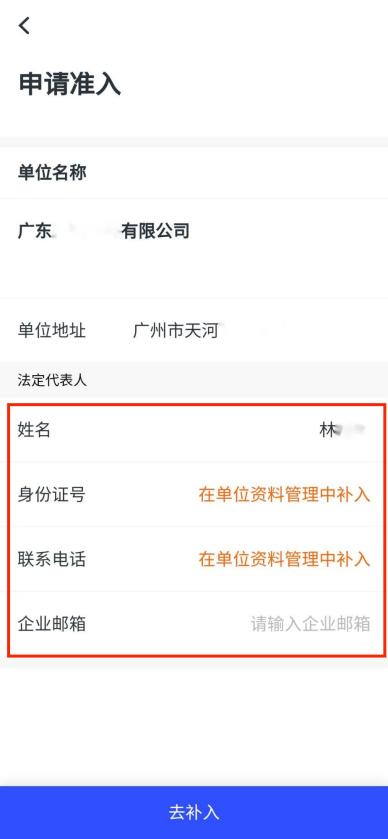 申请准入
单位名称
广东 有限公司
单位地址 广州市天河
法定代表人
姓名 林
身份证号 在单位资料管理中补入
联系电话 在单位资料管理中补入
企业邮箱 请输入企业邮箱
去补入